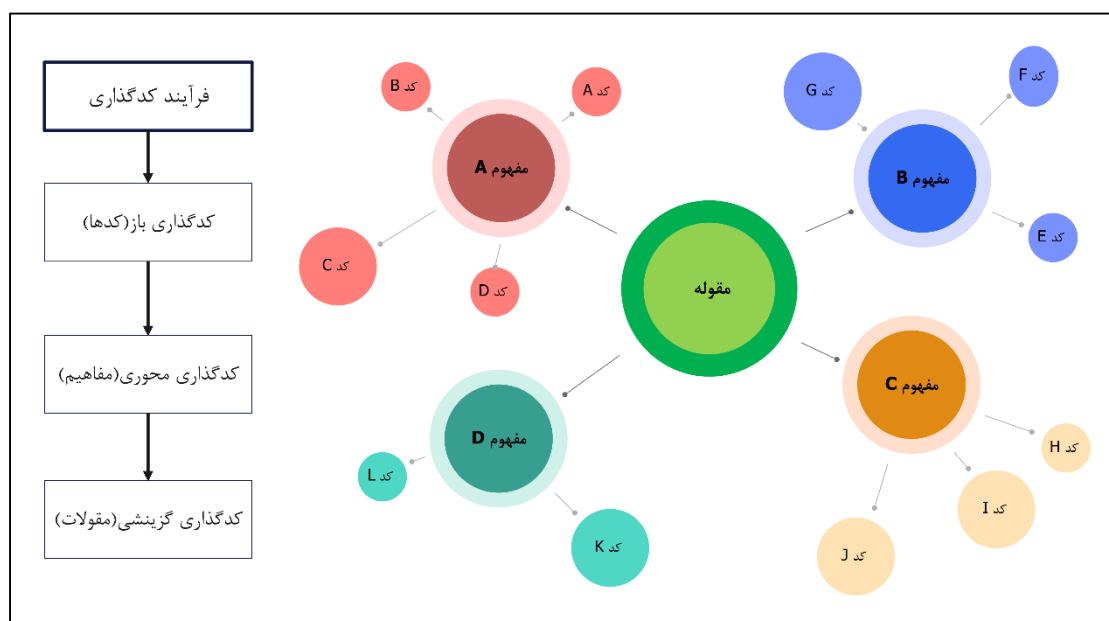 فرآیند کدگذاری
کدگذاری باز(کدها)
کدگذاری محوری(مفاهیم)
کدگذاری گزینشی(مقولات)
مقوله
مفهوم A
کد A
کد B
کد C
کد D
مفهوم B
کد G
کد F
کد E
مفهوم C
کد H
کد I
کد J
مفهوم D
کد L
کد K